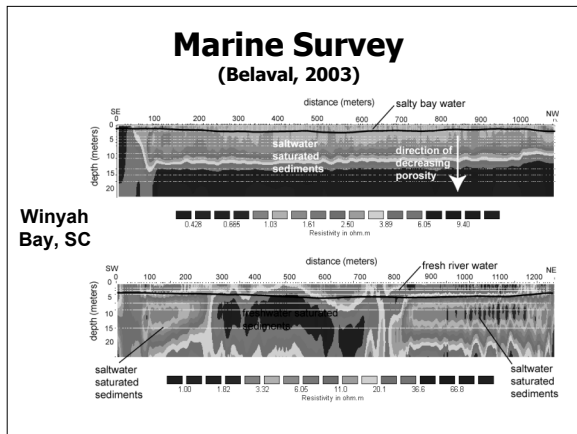 Marine Survey
(Belaval, 2003)
distance (meters)
salty bay water
SE
NW
0 100 200 300 400 500 600 700 800 900 1000
depth (meters)
0
5
10
15
20
saltwater
saturated
sediments
direction of
decreasing
porosity
Winyah
Bay, SC
0.428 0.665 1.03 1.61 2.50 3.89 6.05 9.40
Resistivity in ohm.m
distance (meters)
fresh river water
SW
NE
0 100 200 300 400 500 600 700 800 900 1000 1100 1200
depth (meters)
0
5
10
15
20
freshwater saturated
sediments
saltwater
saturated
sediments
saltwater
saturated
sediments
1.00 1.82 3.32 6.05 11.0 20.1 36.6 66.8
Resistivity in ohm.m